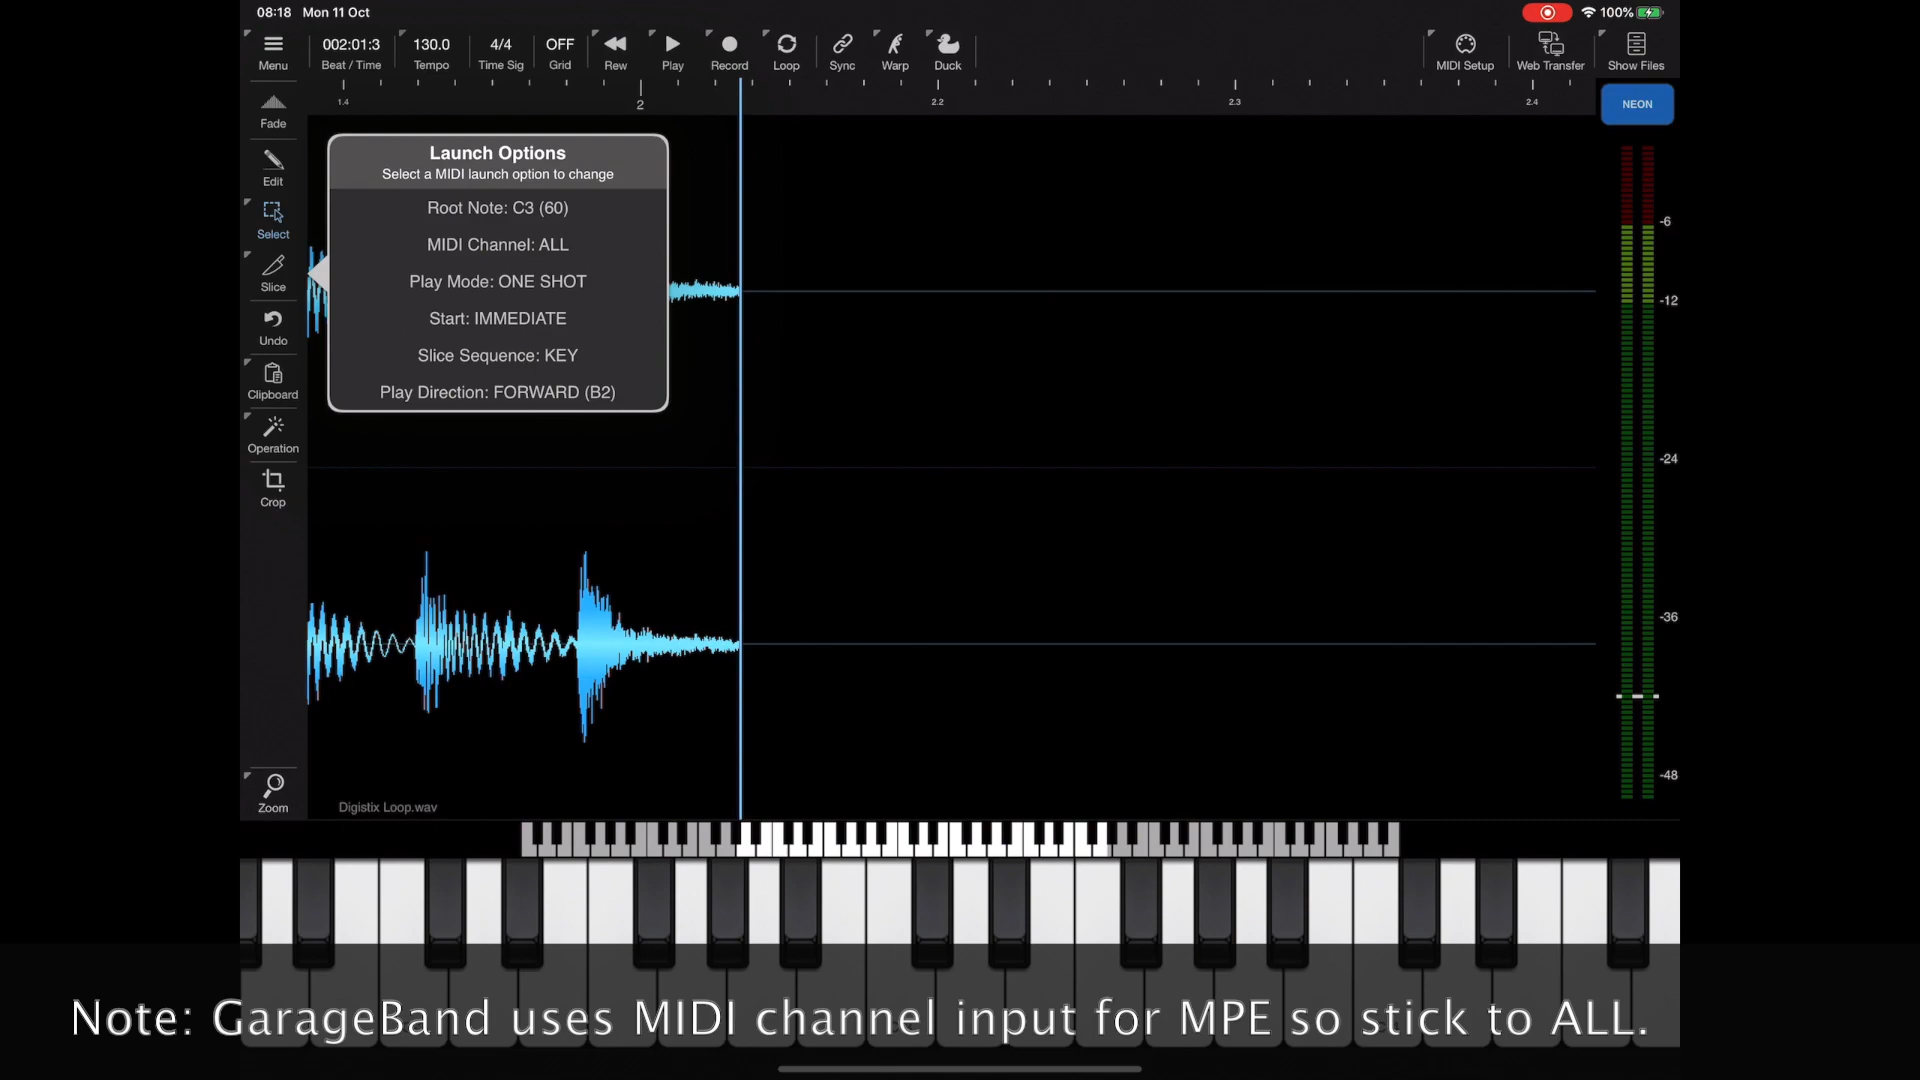 08:18 Mon 11 Oct
100%
Menu
002:01:3
Beat / Time
130.0
Tempo
4/4
Time Sig
OFF
Grid
Rew
Play
Record
Loop
Sync
Warp
Duck
MIDI Setup
Web Transfer
Show Files
1.4
2
2.2
2.3
2.4
NEON
Fade
Edit
Select
Slice
Undo
Clipboard
Operation
Crop
Zoom
Launch Options
Select a MIDI launch option to change
Root Note: C3 (60)
MIDI Channel: ALL
Play Mode: ONE SHOT
Start: IMMEDIATE
Slice Sequence: KEY
Play Direction: FORWARD (B2)
-6
-12
-24
-36
-48
Digistix Loop.wav
Note: GarageBand uses MIDI channel input for MPE so stick to ALL.